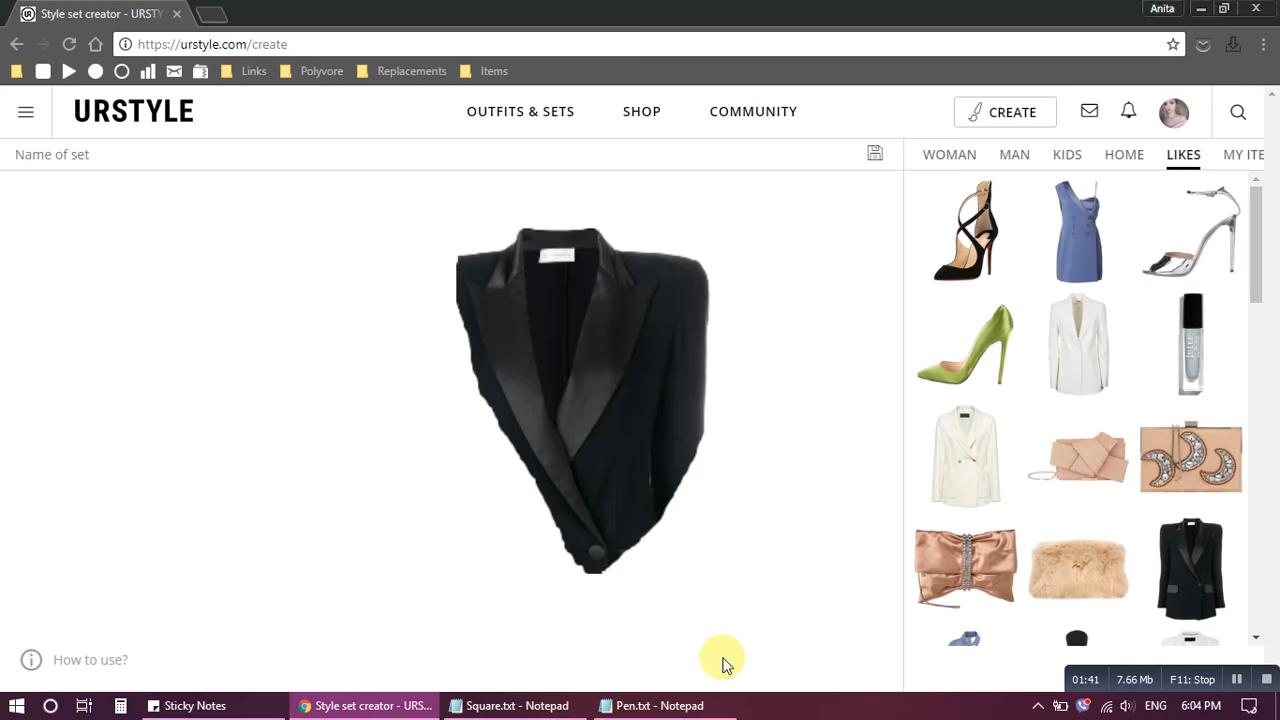 Style set creator - URSTY
Anita
https://urstyle.com/create
Links
Polyvore
Replacements
Items
URSTYLE
OUTFITS & SETS
SHOP
COMMUNITY
CREATE
Name of set
WOMAN
MAN
KIDS
HOME
LIKES
MY ITE
How to use?
01:41
7.66 MB
F11: Stop
Sticky Notes
Style set creator - URS...
Square.txt - Notepad
Pen.txt - Notepad
ENG
6:04 PM